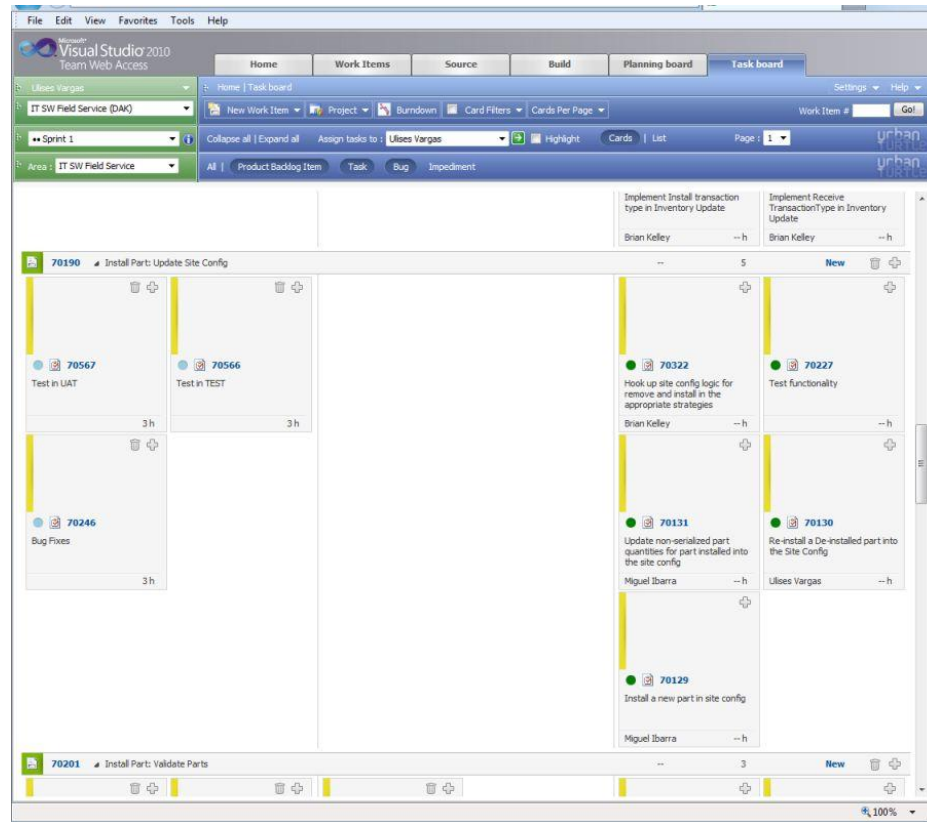 File Edit View Favorites Tools Help
Microsoft
Visual Studio 2010
Team Web Access
Home Work Items Source Build Planning board Task board
Ulises Vargas Home | Task board Settings Help
IT SW Field Service (DAK) New Work Item Project Burndown Card Filters Cards Per Page Work Item # Go!
•• Sprint 1 Collapse all | Expand all Assign tasks to : Ulises Vargas Highlight Cards | List Page : 1 urban TURTLE
Area : IT SW Field Service All | Product Backlog Item Task Bug Impediment urban TURTLE
Implement Install transaction
type in Inventory Update
Brian Kelley -- h
Implement Receive
TransactionType in Inventory
Update
Brian Kelley -- h
70190 Install Part: Update Site Config -- 5 New
70567
Test in UAT
3 h
70566
Test in TEST
3 h
70322
Hook up site config logic for
remove and install in the
appropriate strategies
Brian Kelley -- h
70227
Test functionality
-- h
70246
Bug Fixes
3 h
70131
Update non-serialized part
quantities for part installed into
the site config
Miguel Ibarra -- h
70130
Re-install a De-installed part into
the Site Config
Ulises Vargas -- h
70129
Install a new part in site config
Miguel Ibarra -- h
70201 Install Part: Validate Parts -- 3 New
100%